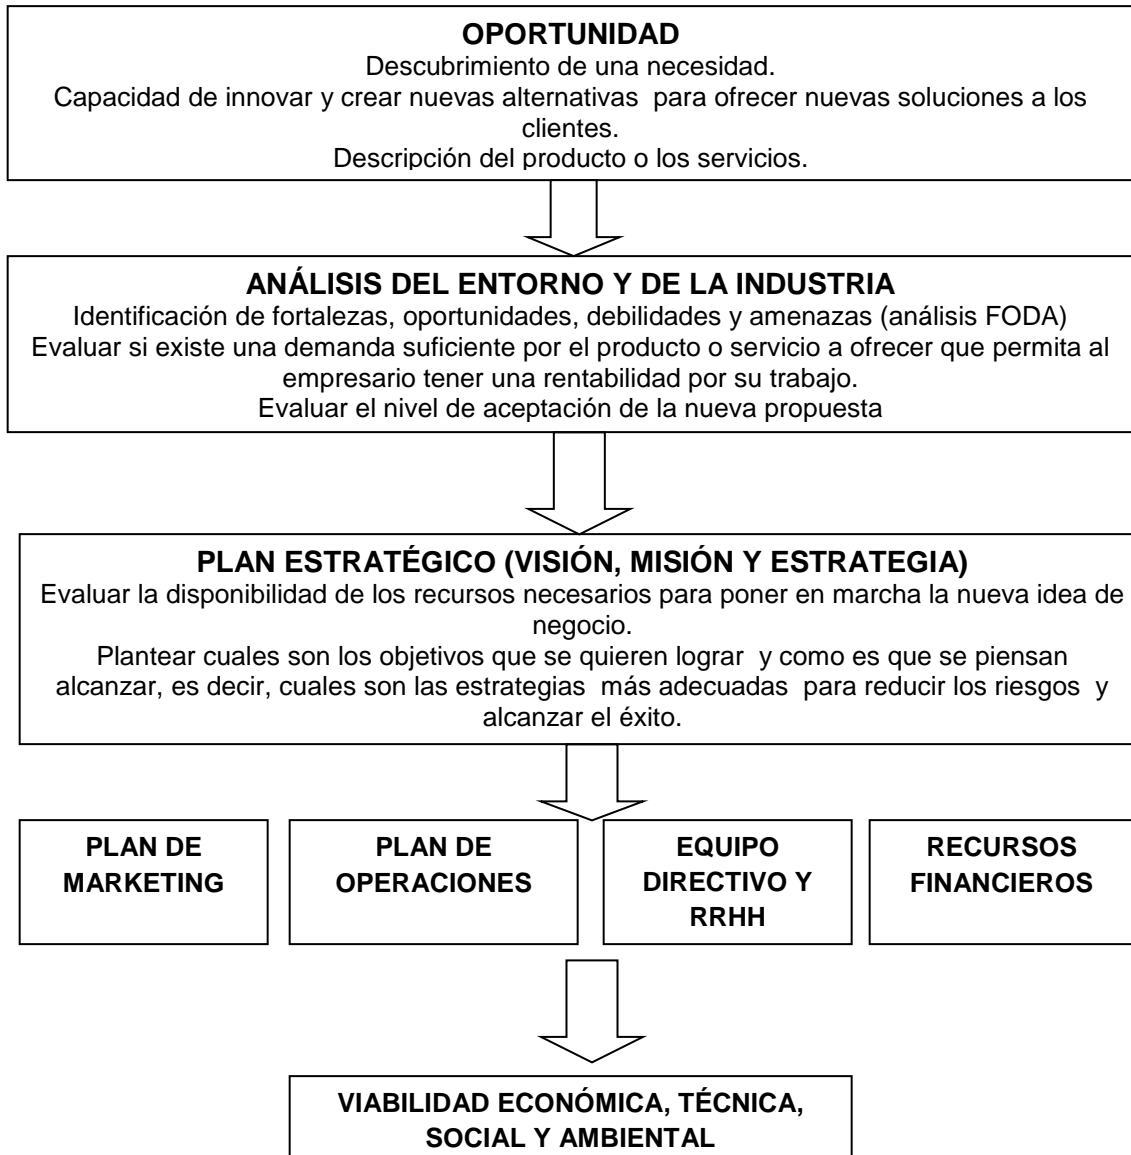 OPORTUNIDAD
Descubrimiento de una necesidad.
Capacidad de innovar y crear nuevas alternativas  para ofrecer nuevas soluciones a los
clientes.
Descripción del producto o los servicios.
ANÁLISIS DEL ENTORNO Y DE LA INDUSTRIA
Identificación de fortalezas, oportunidades, debilidades y amenazas (análisis FODA)
Evaluar si existe una demanda suficiente por el producto o servicio a ofrecer que permita al
empresario tener una rentabilidad por su trabajo.
Evaluar el nivel de aceptación de la nueva propuesta
PLAN ESTRATÉGICO (VISIÓN, MISIÓN Y ESTRATEGIA)
Evaluar la disponibilidad de los recursos necesarios para poner en marcha la nueva idea de
negocio.
Plantear cuales son los objetivos que se quieren lograr  y como es que se piensan
alcanzar, es decir, cuales son las estrategias  más adecuadas  para reducir los riesgos  y
alcanzar el éxito.
PLAN DE
MARKETING
PLAN DE
OPERACIONES
EQUIPO
DIRECTIVO Y
RRHH
RECURSOS
FINANCIEROS
VIABILIDAD ECONÓMICA, TÉCNICA,
SOCIAL Y AMBIENTAL